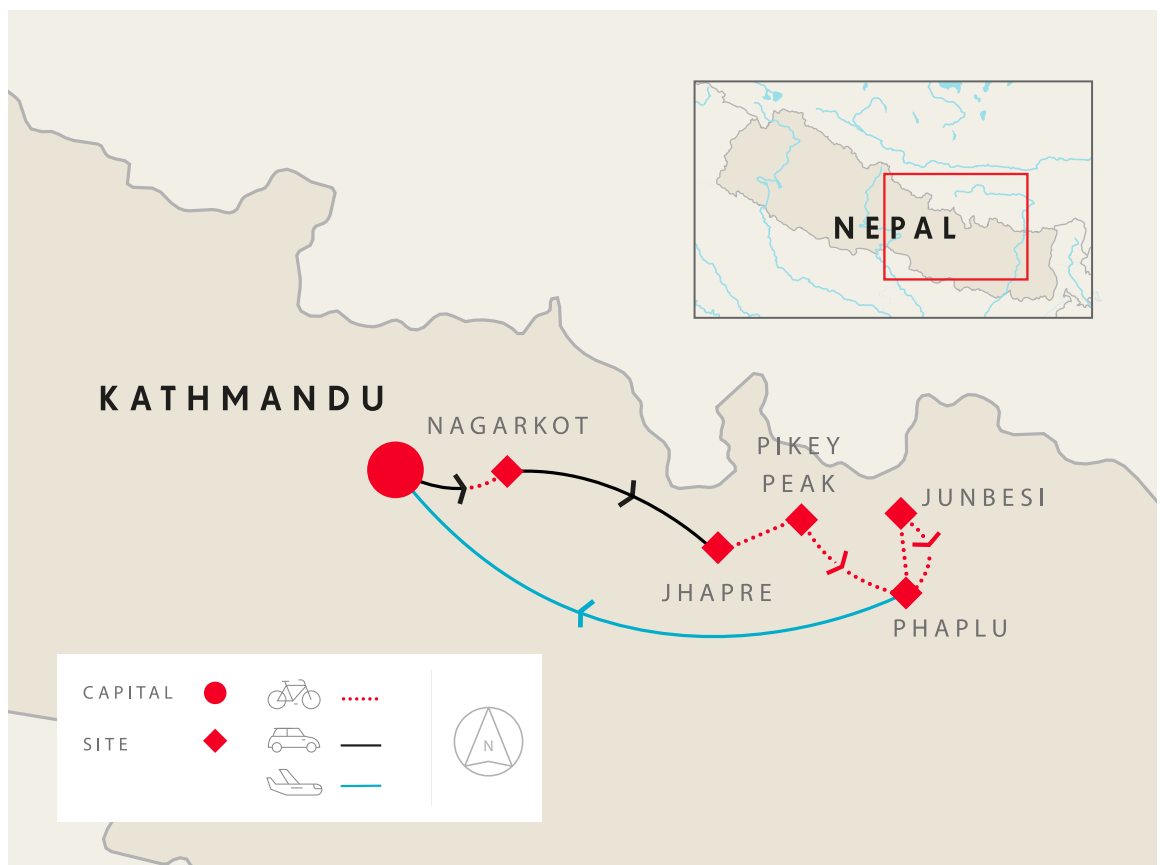 NEPAL
KATHMANDU
NAGARKOT
PIKEY
PEAK
JUNBESI
JHAPRE
PHAPLU
CAPITAL
SITE
N